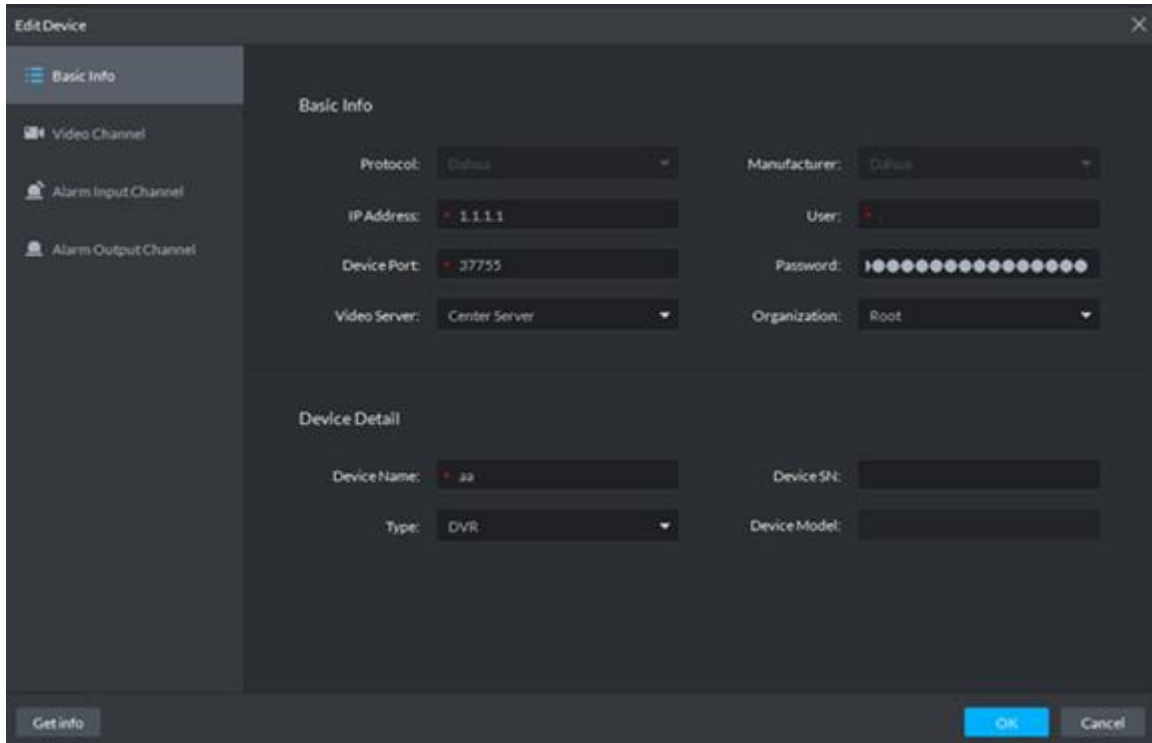 Edit Device
Basic Info
Video Channel
Alarm Input Channel
Alarm Output Channel
Basic Info
Protocol: Dahua Manufacturer: Dahua
IP Address: * 1.1.1.1 User: *
Device Port: * 37755 Password: ●●●●●●●●●●●●●●●●
Video Server: Center Server Organization: Root
Device Detail
Device Name: * aa Device SN:
Type: DVR Device Model:
Get info OK Cancel